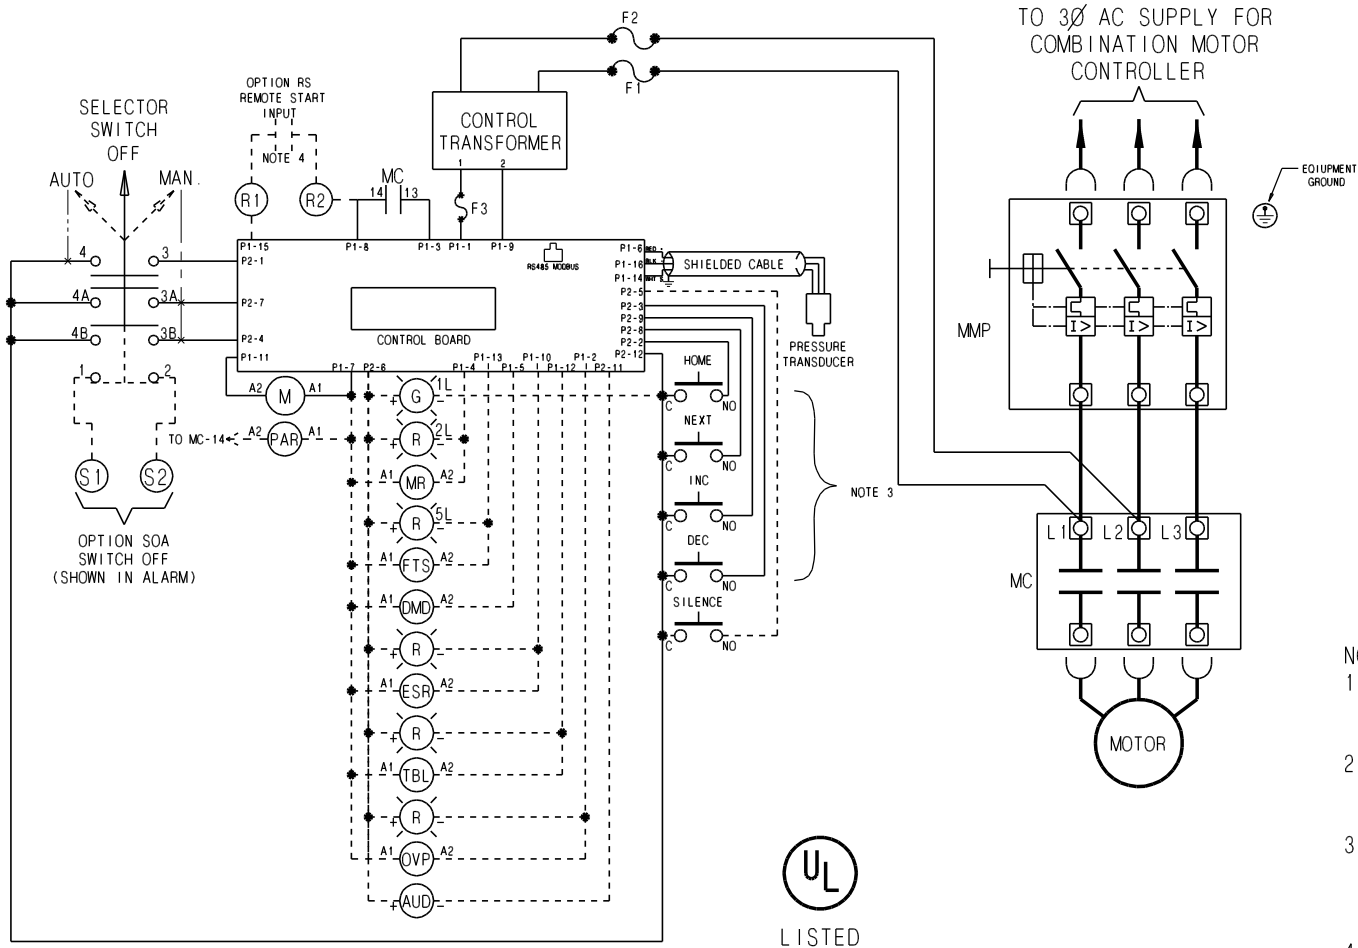 F2
F1
TO 3Ø AC SUPPLY FOR
COMBINATION MOTOR
CONTROLLER
OPTION RS
REMOTE START
INPUT
NOTE 4
SELECTOR
SWITCH
OFF
AUTO
MAN.
CONTROL
TRANSFORMER
1 2
R1
R2
MC
14 13
F3
EQIUPMENT
GROUND
P1-15
P1-8
P1-3
P1-1
P1-9
RS485 MODBUS
P1-6
P1-16
P1-14
P2-5
P2-3
P2-9
P2-8
P2-2
P2-12
RED
BLK
WHT
SHIELDED CABLE
PRESSURE
TRANSDUCER
4 3
P2-1
4A 3A
P2-7
4B 3B
P2-4
P1-11
CONTROL BOARD
1 2
P1-7
P2-6
P1-4
P1-13
P1-5
P1-10
P1-12
P1-2
P2-11
MMP
I>
I>
I>
A2 M A1
TO MC-14 A2 PAR A1
S1
S2
OPTION SOA
SWITCH OFF
(SHOWN IN ALARM)
G 1L
+ R - 2L
A1 MR A2
+ R - 5L
A1 FTS A2
A1 DMD A2
+ R -
A1 ESR A2
+ R -
A1 TBL A2
+ R -
A1 OVP A2
+ AUD -
HOME
C NO
NEXT
C NO
INC
C NO
DEC
C NO
SILENCE
C NO
NOTE 3
L1 L2 L3
MC
MOTOR
UL
LISTED
1
2
3